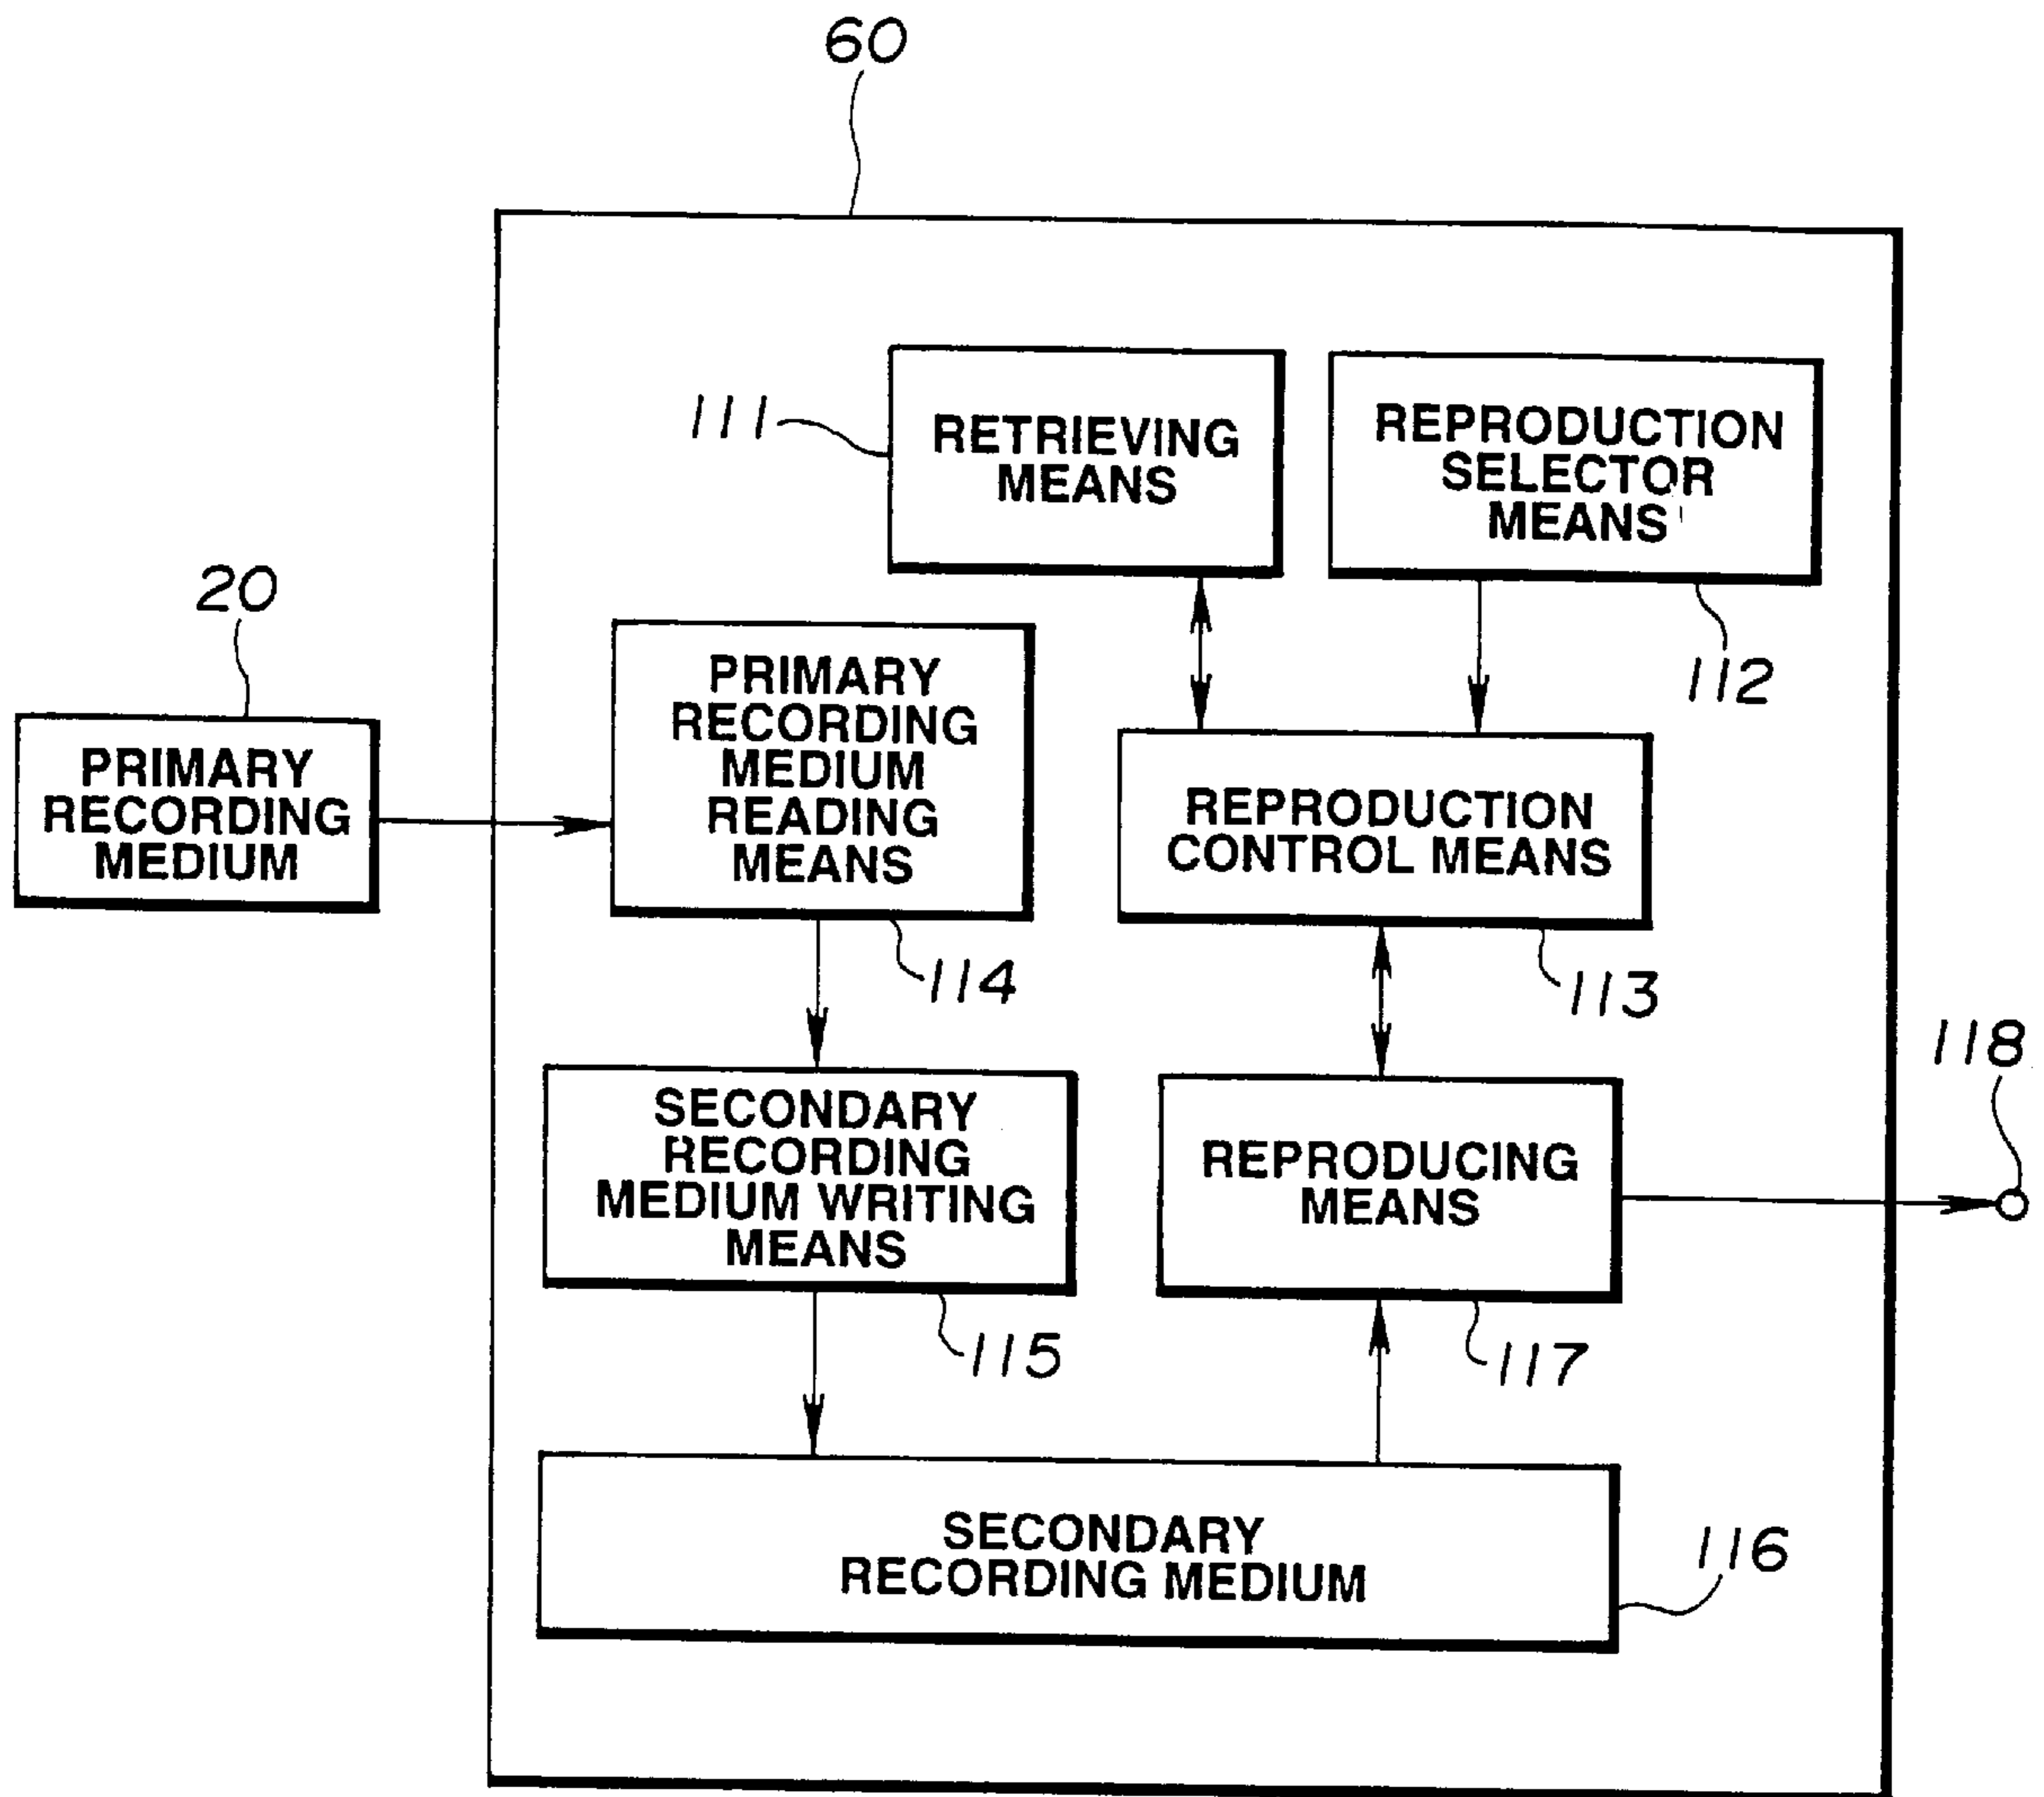 60
111
RETRIEVING
MEANS
REPRODUCTION
SELECTOR
MEANS
112
20
PRIMARY
RECORDING
MEDIUM
PRIMARY
RECORDING
MEDIUM
READING
MEANS
114
REPRODUCTION
CONTROL MEANS
113
118
SECONDARY
RECORDING
MEDIUM WRITING
MEANS
115
REPRODUCING
MEANS
117
SECONDARY
RECORDING MEDIUM
116